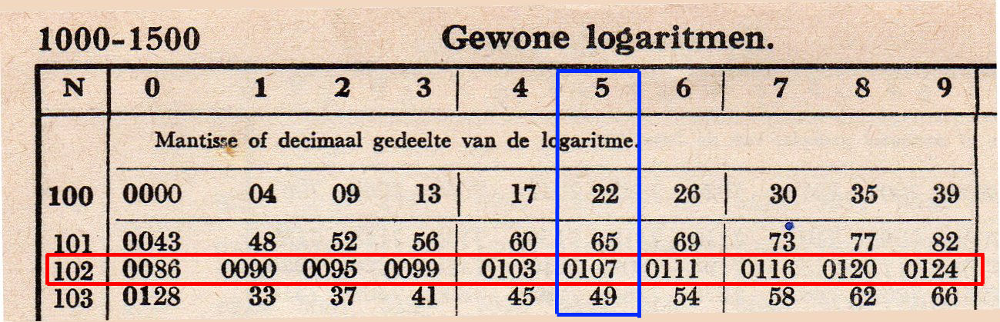 1000-1500 Gewone logaritmen.
N 0 1 2 3 4 5 6 7 8 9
Mantisse of decimaal gedeelte van de logaritme.
100 0000 04 09 13 17 22 26 30 35 39
101 0043 48 52 56 60 65 69 73 77 82
102 0086 0090 0095 0099 0103 0107 0111 0116 0120 0124
103 0128 33 37 41 45 49 54 58 62 66